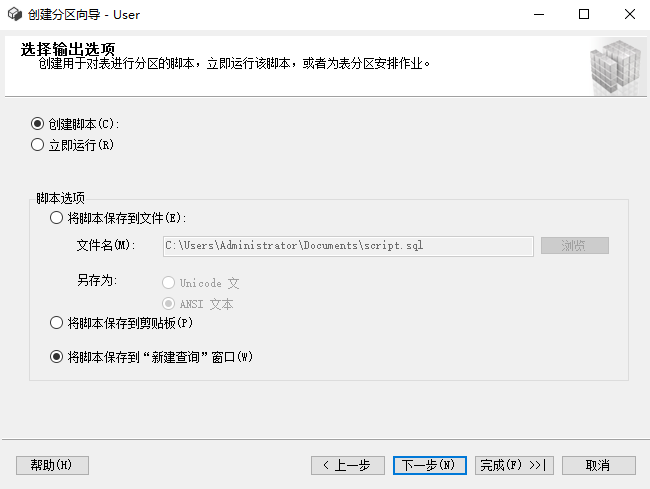 创建分区向导 - User
选择输出选项
创建用于对表进行分区的脚本，立即运行该脚本，或者为表分区安排作业。
创建脚本(C):
立即运行(R)
脚本选项
将脚本保存到文件(E):
文件名(M): C:\Users\Administrator\Documents\script.sql 浏览
另存为: Unicode 文
ANSI 文本
将脚本保存到剪贴板(P)
将脚本保存到“新建查询”窗口(W)
帮助(H) < 上一步 下一步(N) 完成(F) >>| 取消